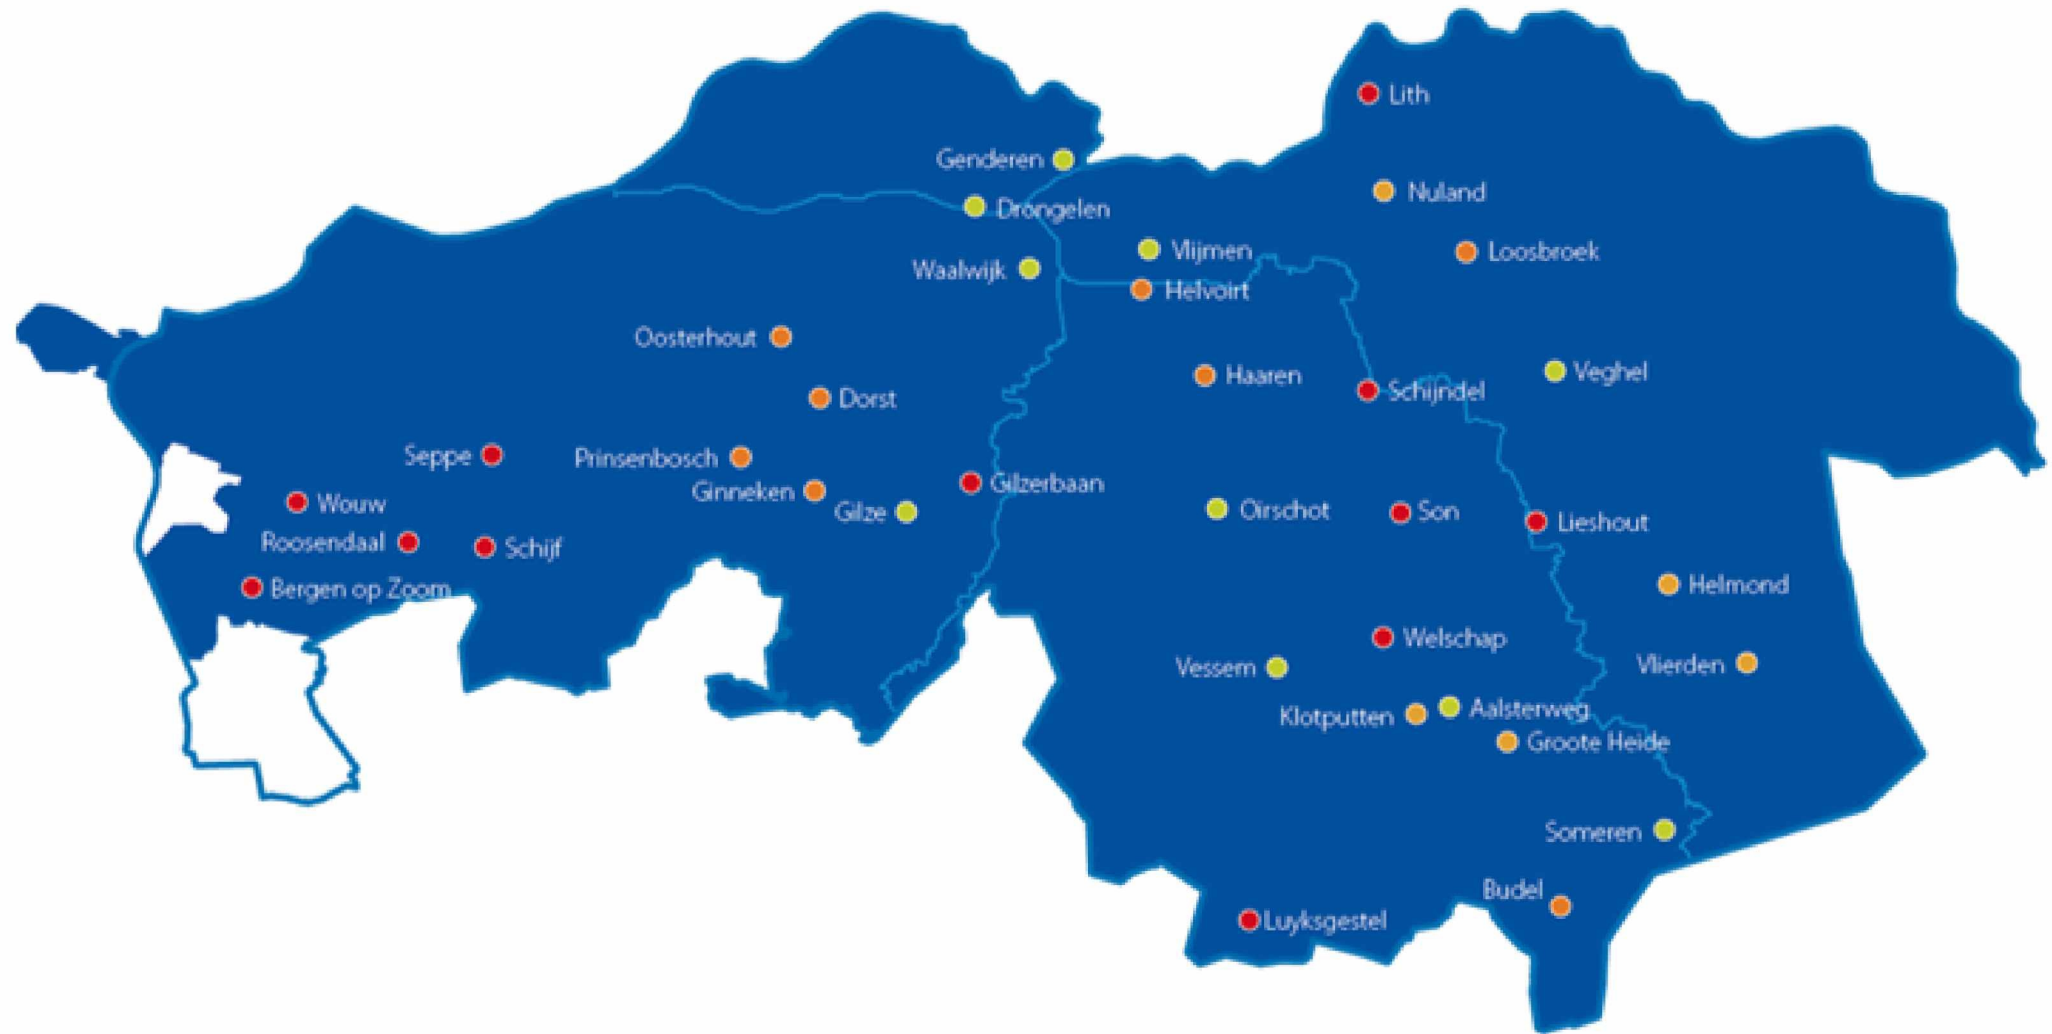 Lith
Genderen
Nuland
Drongelen
Vlijmen
Loosbroek
Waalwijk
Helvoirt
Oosterhout
Veghel
Haaren
Schijndel
Dorst
Seppe
Prinsenbosch
Gilzerbaan
Ginneken
Wouw
Gilze
Oirschot
Son
Lieshout
Roosendaal
Schijf
Helmond
Bergen op Zoom
Welschap
Vlierden
Vessem
Aalsterweg
Klotputten
Groote Heide
Someren
Budel
Luyksgestel